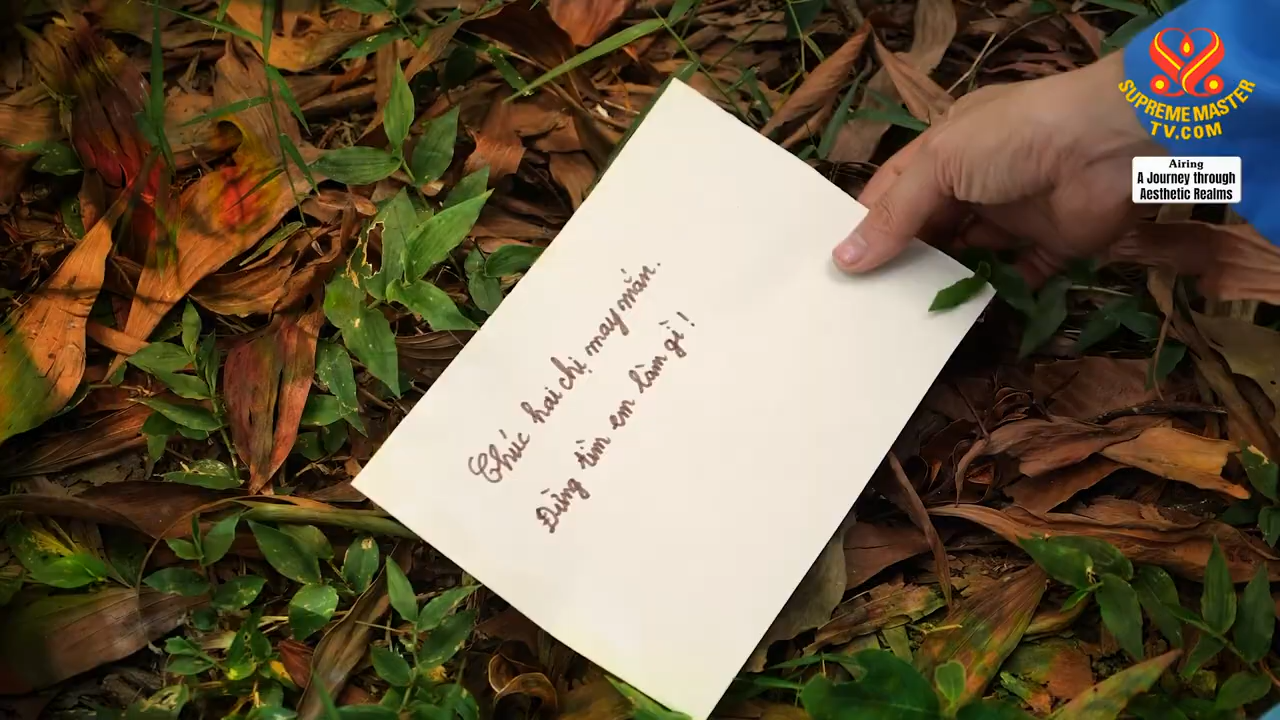 SUPREME MASTER
TV.COM
Airing
A Journey through
Aesthetic Realms
Chúc hai chị may mắn.
Đừng tìm em làm gì!